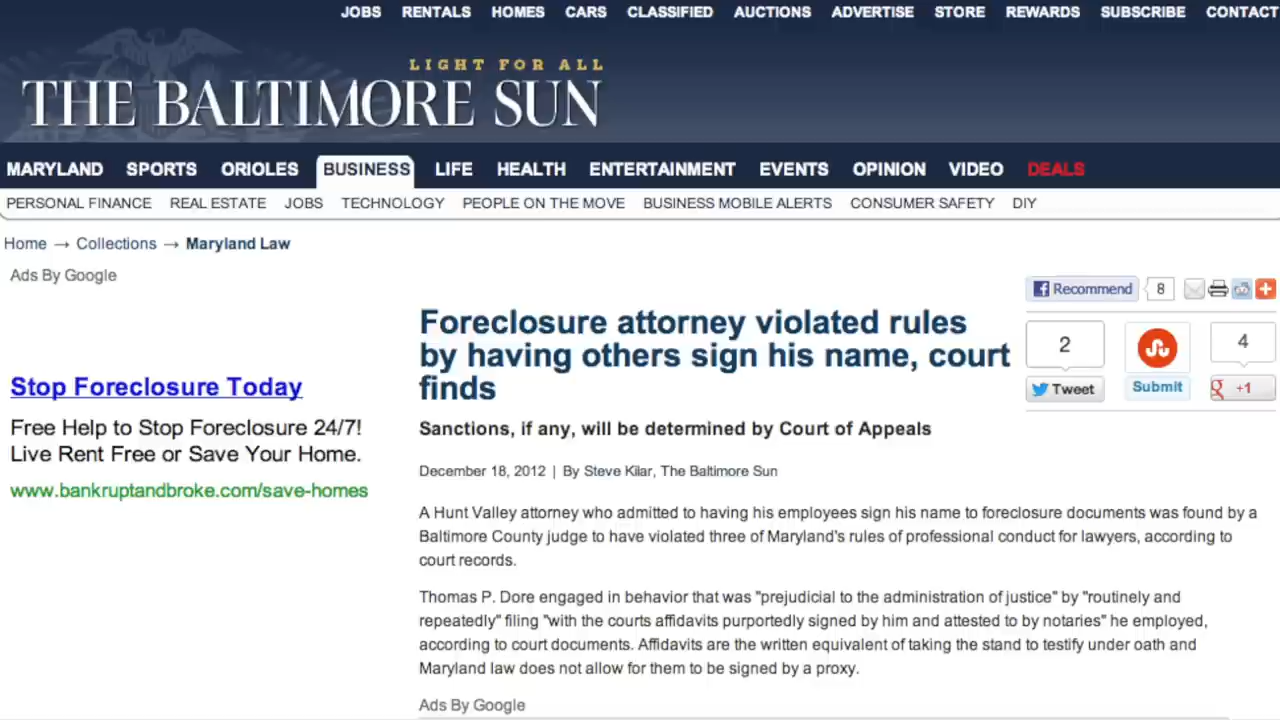 JOBS RENTALS HOMES CARS CLASSIFIED AUCTIONS ADVERTISE STORE REWARDS SUBSCRIBE CONTACT
LIGHT FOR ALL
THE BALTIMORE SUN
MARYLAND SPORTS ORIOLES BUSINESS LIFE HEALTH ENTERTAINMENT EVENTS OPINION VIDEO DEALS
PERSONAL FINANCE REAL ESTATE JOBS TECHNOLOGY PEOPLE ON THE MOVE BUSINESS MOBILE ALERTS CONSUMER SAFETY DIY
Home → Collections → Maryland Law
Ads By Google
Stop Foreclosure Today
Free Help to Stop Foreclosure 24/7!
Live Rent Free or Save Your Home.
www.bankruptandbroke.com/save-homes
Recommend 8
2 4
Tweet Submit +1
Foreclosure attorney violated rules
by having others sign his name, court
finds
Sanctions, if any, will be determined by Court of Appeals
December 18, 2012 | By Steve Kilar, The Baltimore Sun
A Hunt Valley attorney who admitted to having his employees sign his name to foreclosure documents was found by a
Baltimore County judge to have violated three of Maryland's rules of professional conduct for lawyers, according to
court records.
Thomas P. Dore engaged in behavior that was "prejudicial to the administration of justice" by "routinely and
repeatedly" filing "with the courts affidavits purportedly signed by him and attested to by notaries" he employed,
according to court documents. Affidavits are the written equivalent of taking the stand to testify under oath and
Maryland law does not allow for them to be signed by a proxy.
Ads By Google